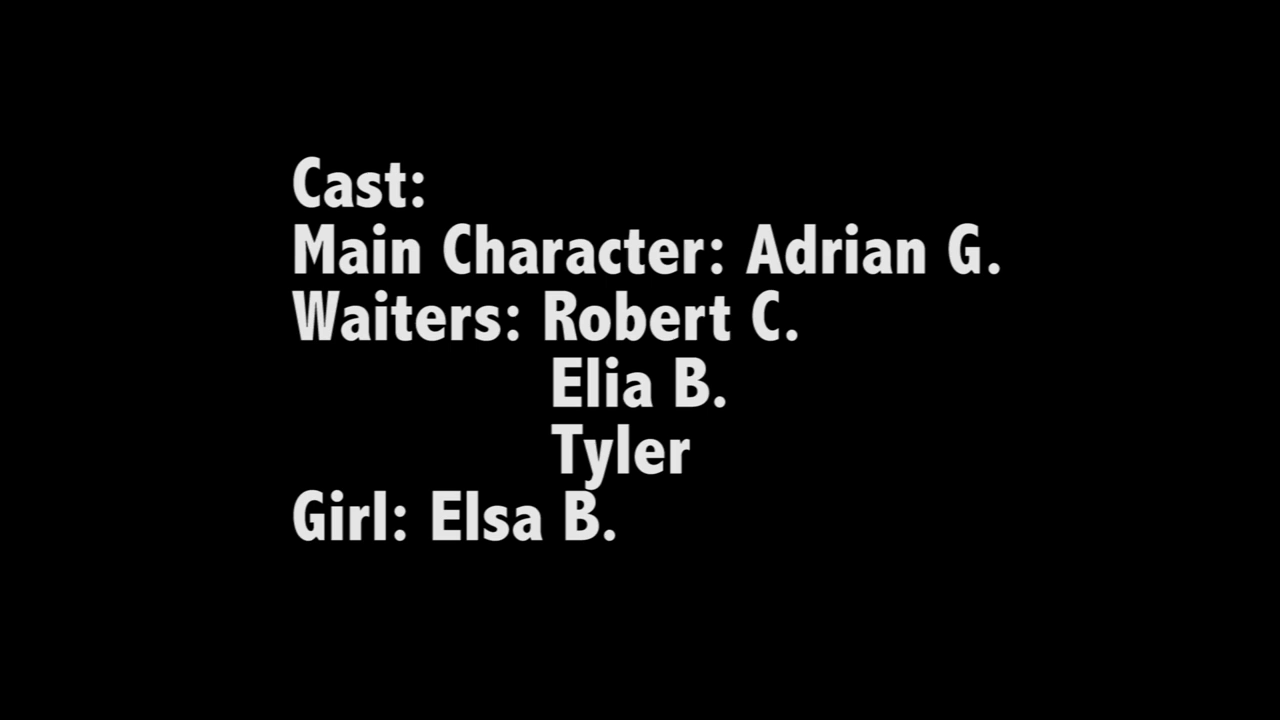 Cast:
Main Character: Adrian G.
Waiters: Robert C.
Elia B.
Tyler
Girl: Elsa B.